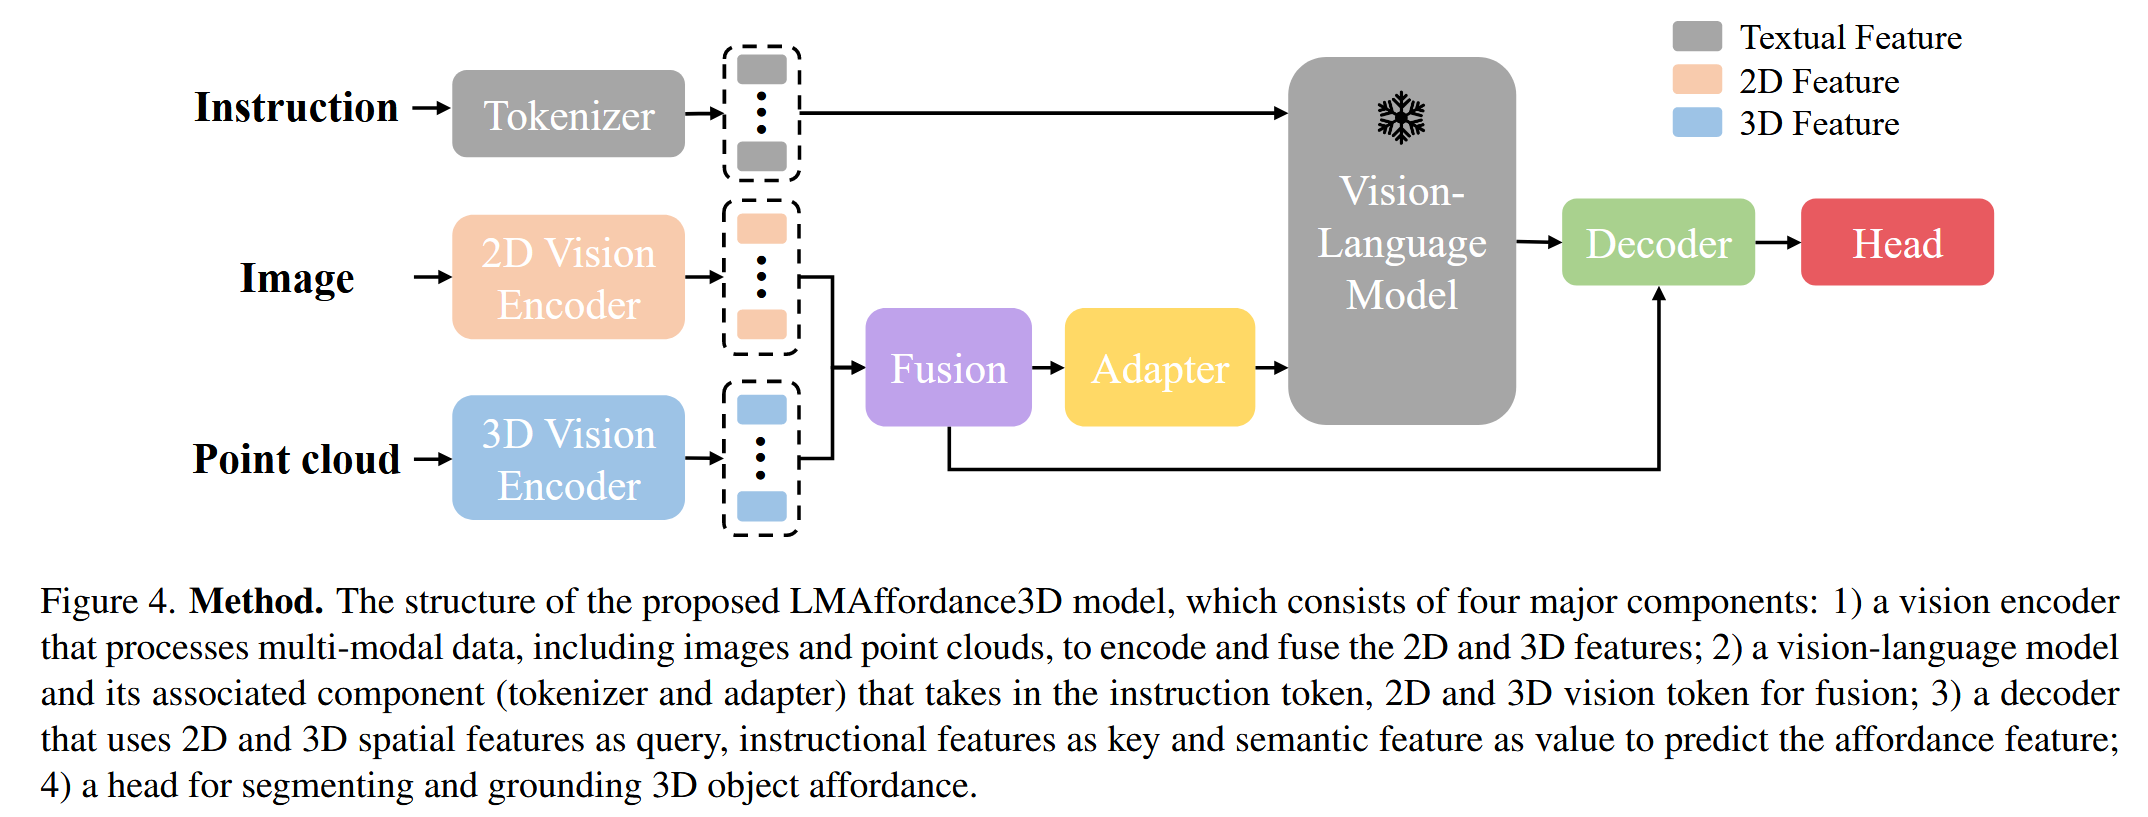 Instruction
Tokenizer
Image
2D Vision
Encoder
Point cloud
3D Vision
Encoder
Fusion
Adapter
Vision-
Language
Model
Decoder
Head
Textual Feature
2D Feature
3D Feature
Figure 4. Method. The structure of the proposed LMAffordance3D model, which consists of four major components: 1) a vision encoder
that processes multi-modal data, including images and point clouds, to encode and fuse the 2D and 3D features; 2) a vision-language model
and its associated component (tokenizer and adapter) that takes in the instruction token, 2D and 3D vision token for fusion; 3) a decoder
that uses 2D and 3D spatial features as query, instructional features as key and semantic feature as value to predict the affordance feature;
4) a head for segmenting and grounding 3D object affordance.